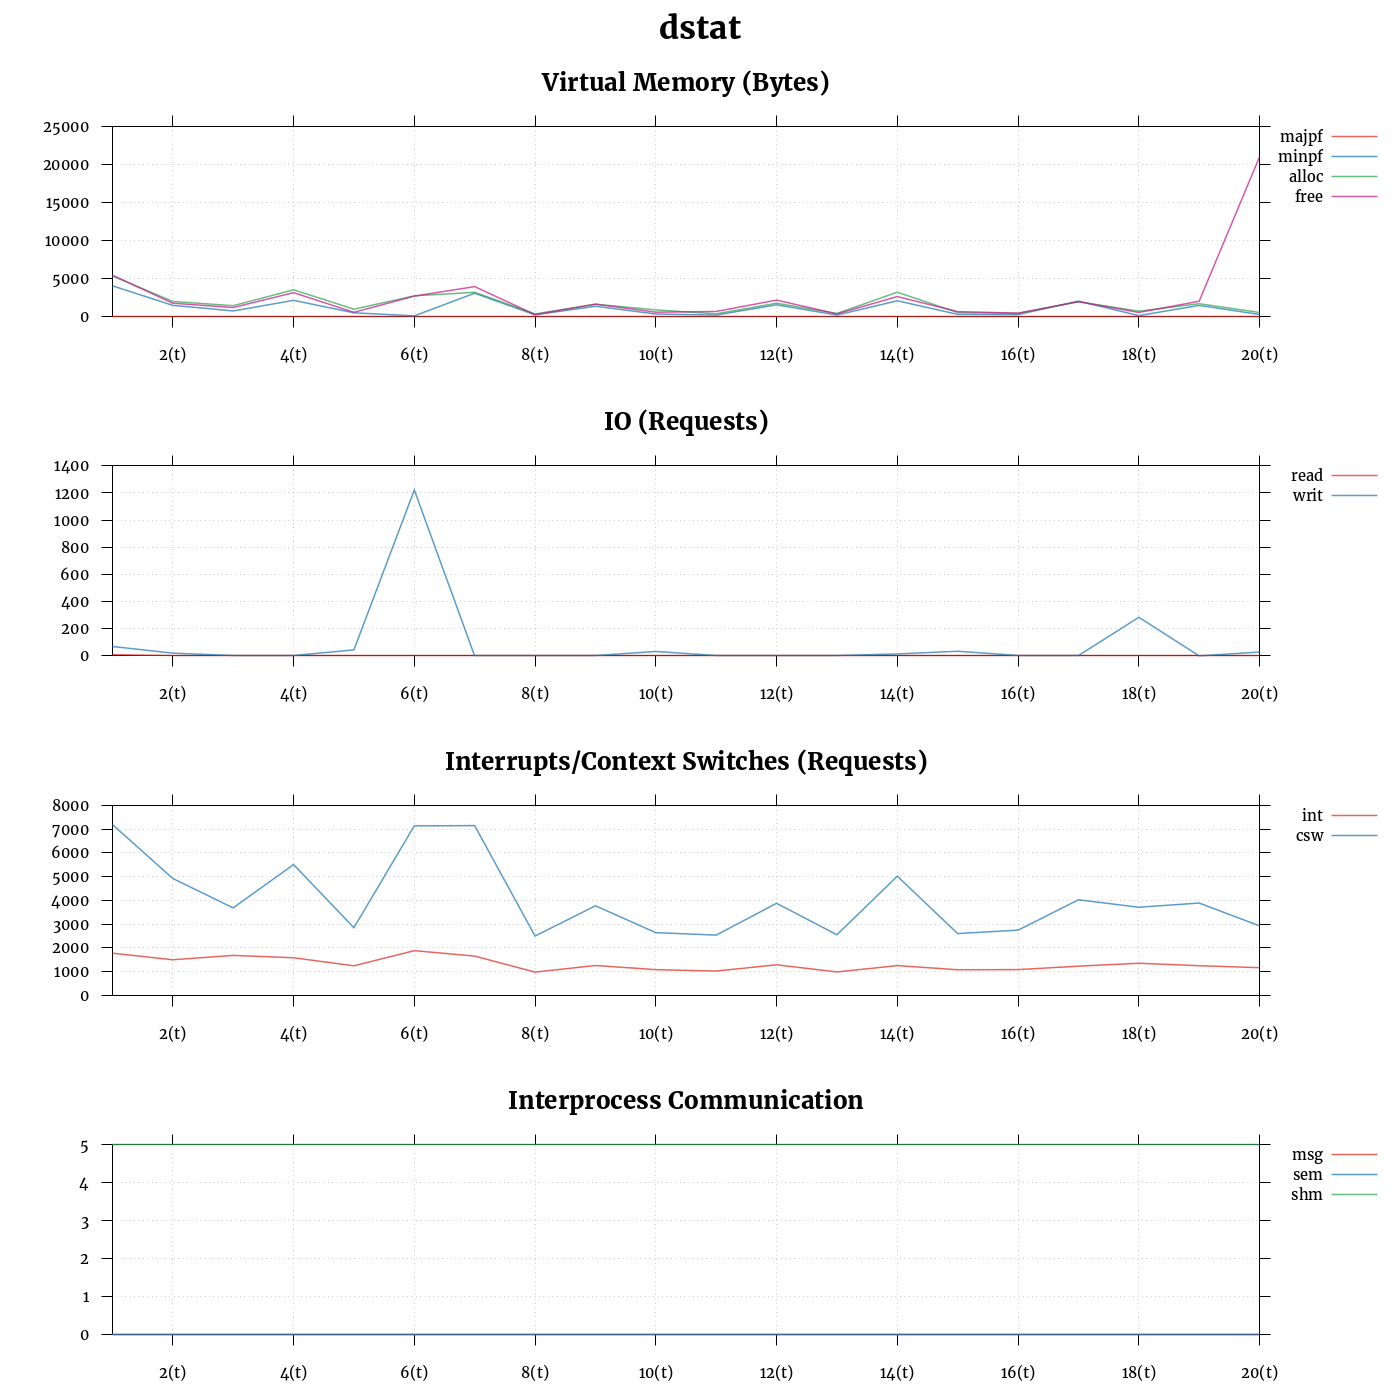 dstat
Virtual Memory (Bytes)
25000
20000
15000
10000
5000
0
2(t) 4(t) 6(t) 8(t) 10(t) 12(t) 14(t) 16(t) 18(t) 20(t)
majpf
minpf
alloc
free
IO (Requests)
1400
1200
1000
800
600
400
200
0
2(t) 4(t) 6(t) 8(t) 10(t) 12(t) 14(t) 16(t) 18(t) 20(t)
read
writ
Interrupts/Context Switches (Requests)
8000
7000
6000
5000
4000
3000
2000
1000
0
2(t) 4(t) 6(t) 8(t) 10(t) 12(t) 14(t) 16(t) 18(t) 20(t)
int
csw
Interprocess Communication
5
4
3
2
1
0
2(t) 4(t) 6(t) 8(t) 10(t) 12(t) 14(t) 16(t) 18(t) 20(t)
msg
sem
shm